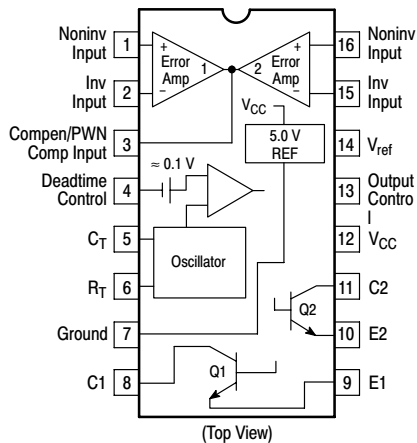 Noninv
Input
1
+
Error
Amp
1
–
2
+
Error
Amp
–
16
Noninv
Input
Inv
Input
2
15
Inv
Input
Compen/PWN
Comp Input
3
VCC
5.0 V
REF
14
Vref
≈ 0.1 V
Deadtime
Control
4
13
Output
Contro
l
CT
5
Oscillator
12
VCC
RT
6
11
C2
Q2
Ground
7
10
E2
C1
8
Q1
9
E1
(Top View)